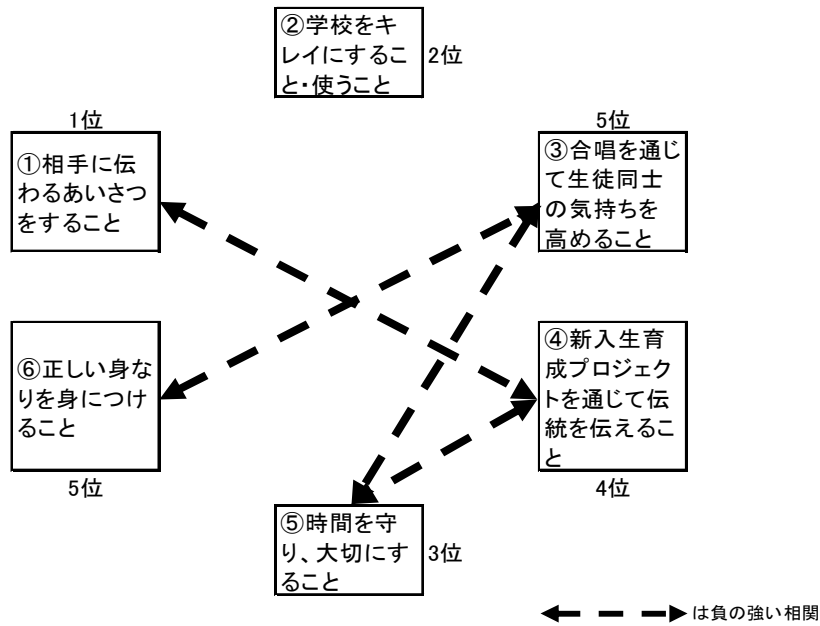 ②学校をキ
レイにするこ
と・使うこと
2位
1位
①相手に伝
わるあいさつ
をすること
5位
③合唱を通じ
て生徒同士
の気持ちを
高めること
⑥正しい身な
りを身につけ
ること
5位
④新入生育
成プロジェク
トを通じて伝
統を伝えるこ
と
4位
⑤時間を守
り、大切にす
ること
3位
は負の強い相関